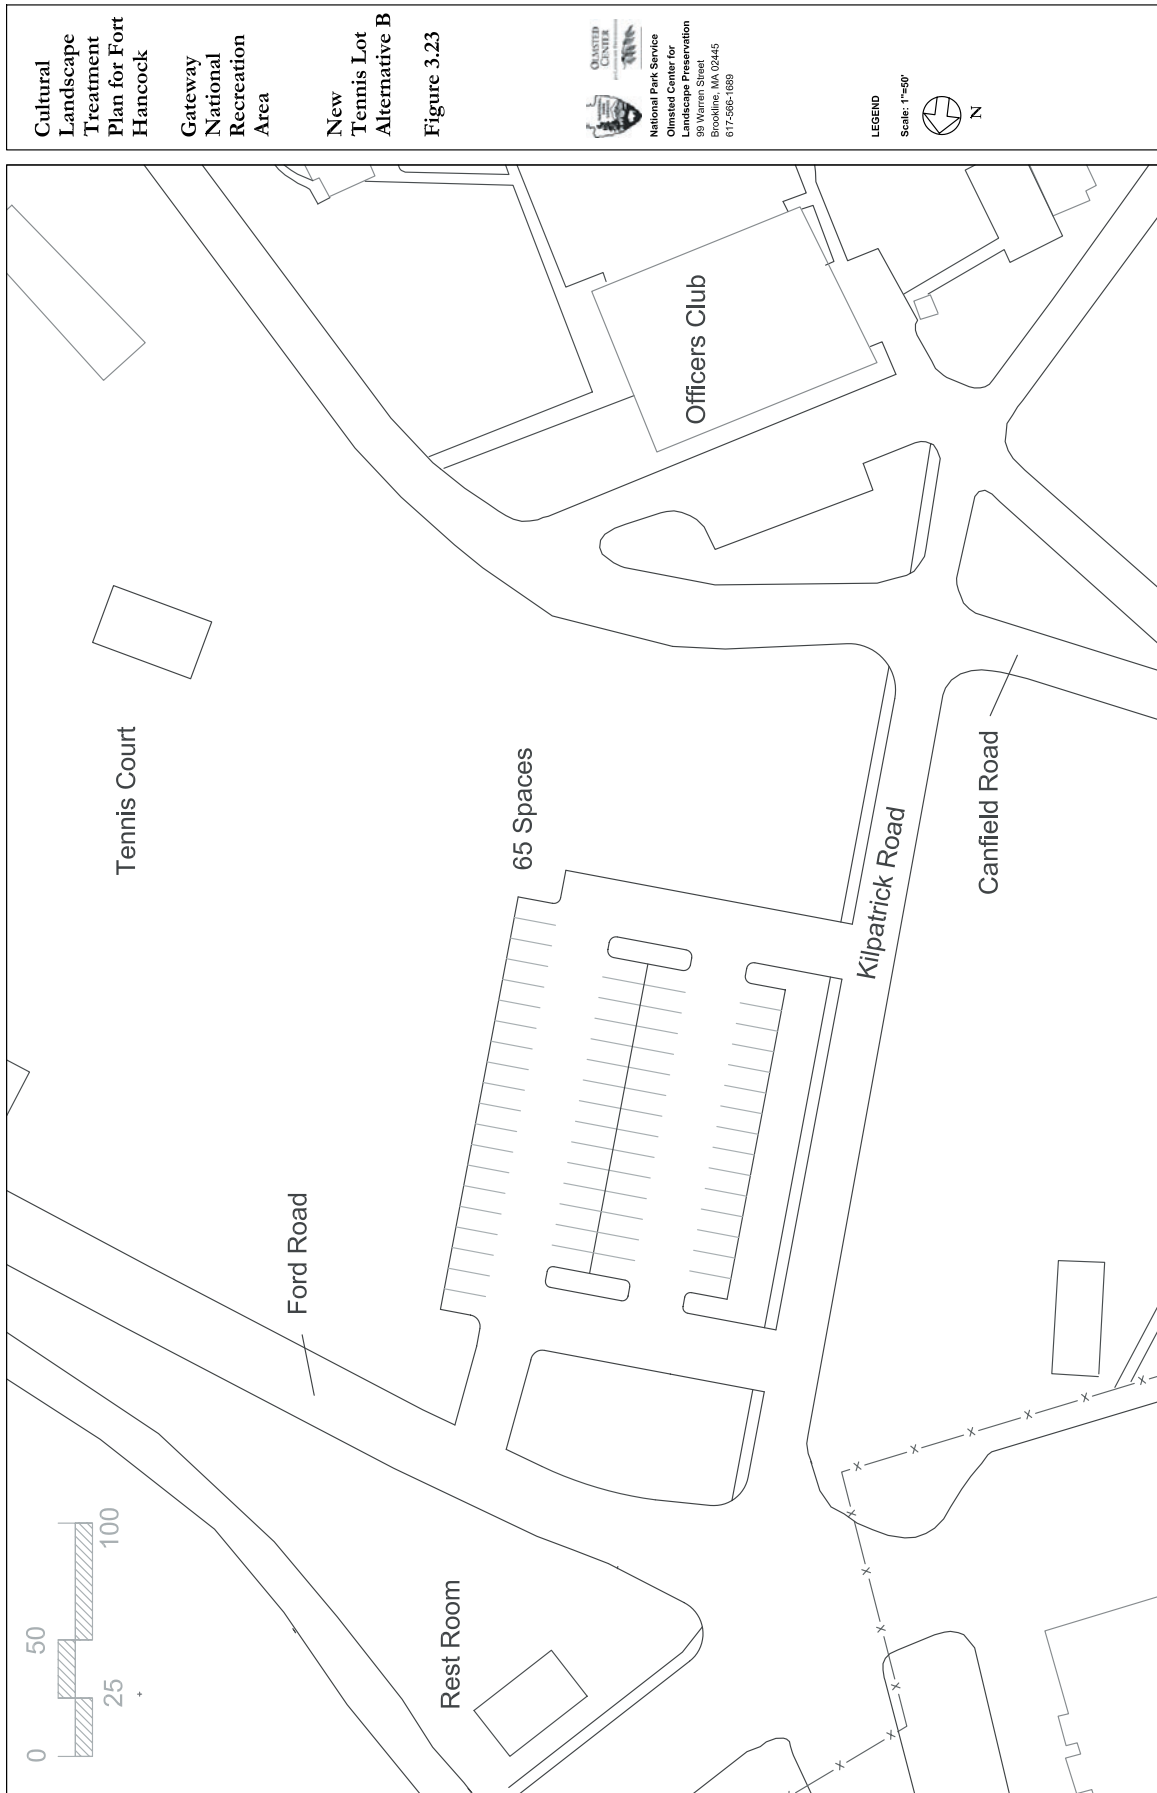 Cultural
Landscape
Treatment
Plan for Fort
Hancock
Gateway
National
Recreation
Area
New
Tennis Lot
Alternative B
Figure 3.23
OLMSTED
CENTER
National Park Service
Olmsted Center for
Landscape Preservation
99 Warren Street
Brookline, MA 02445
617-566-1689
LEGEND
Scale: 1"=50'
N
Officers Club
Tennis Court
65 Spaces
Kilpatrick Road
Canfield Road
Ford Road
Rest Room
0
25
50
100